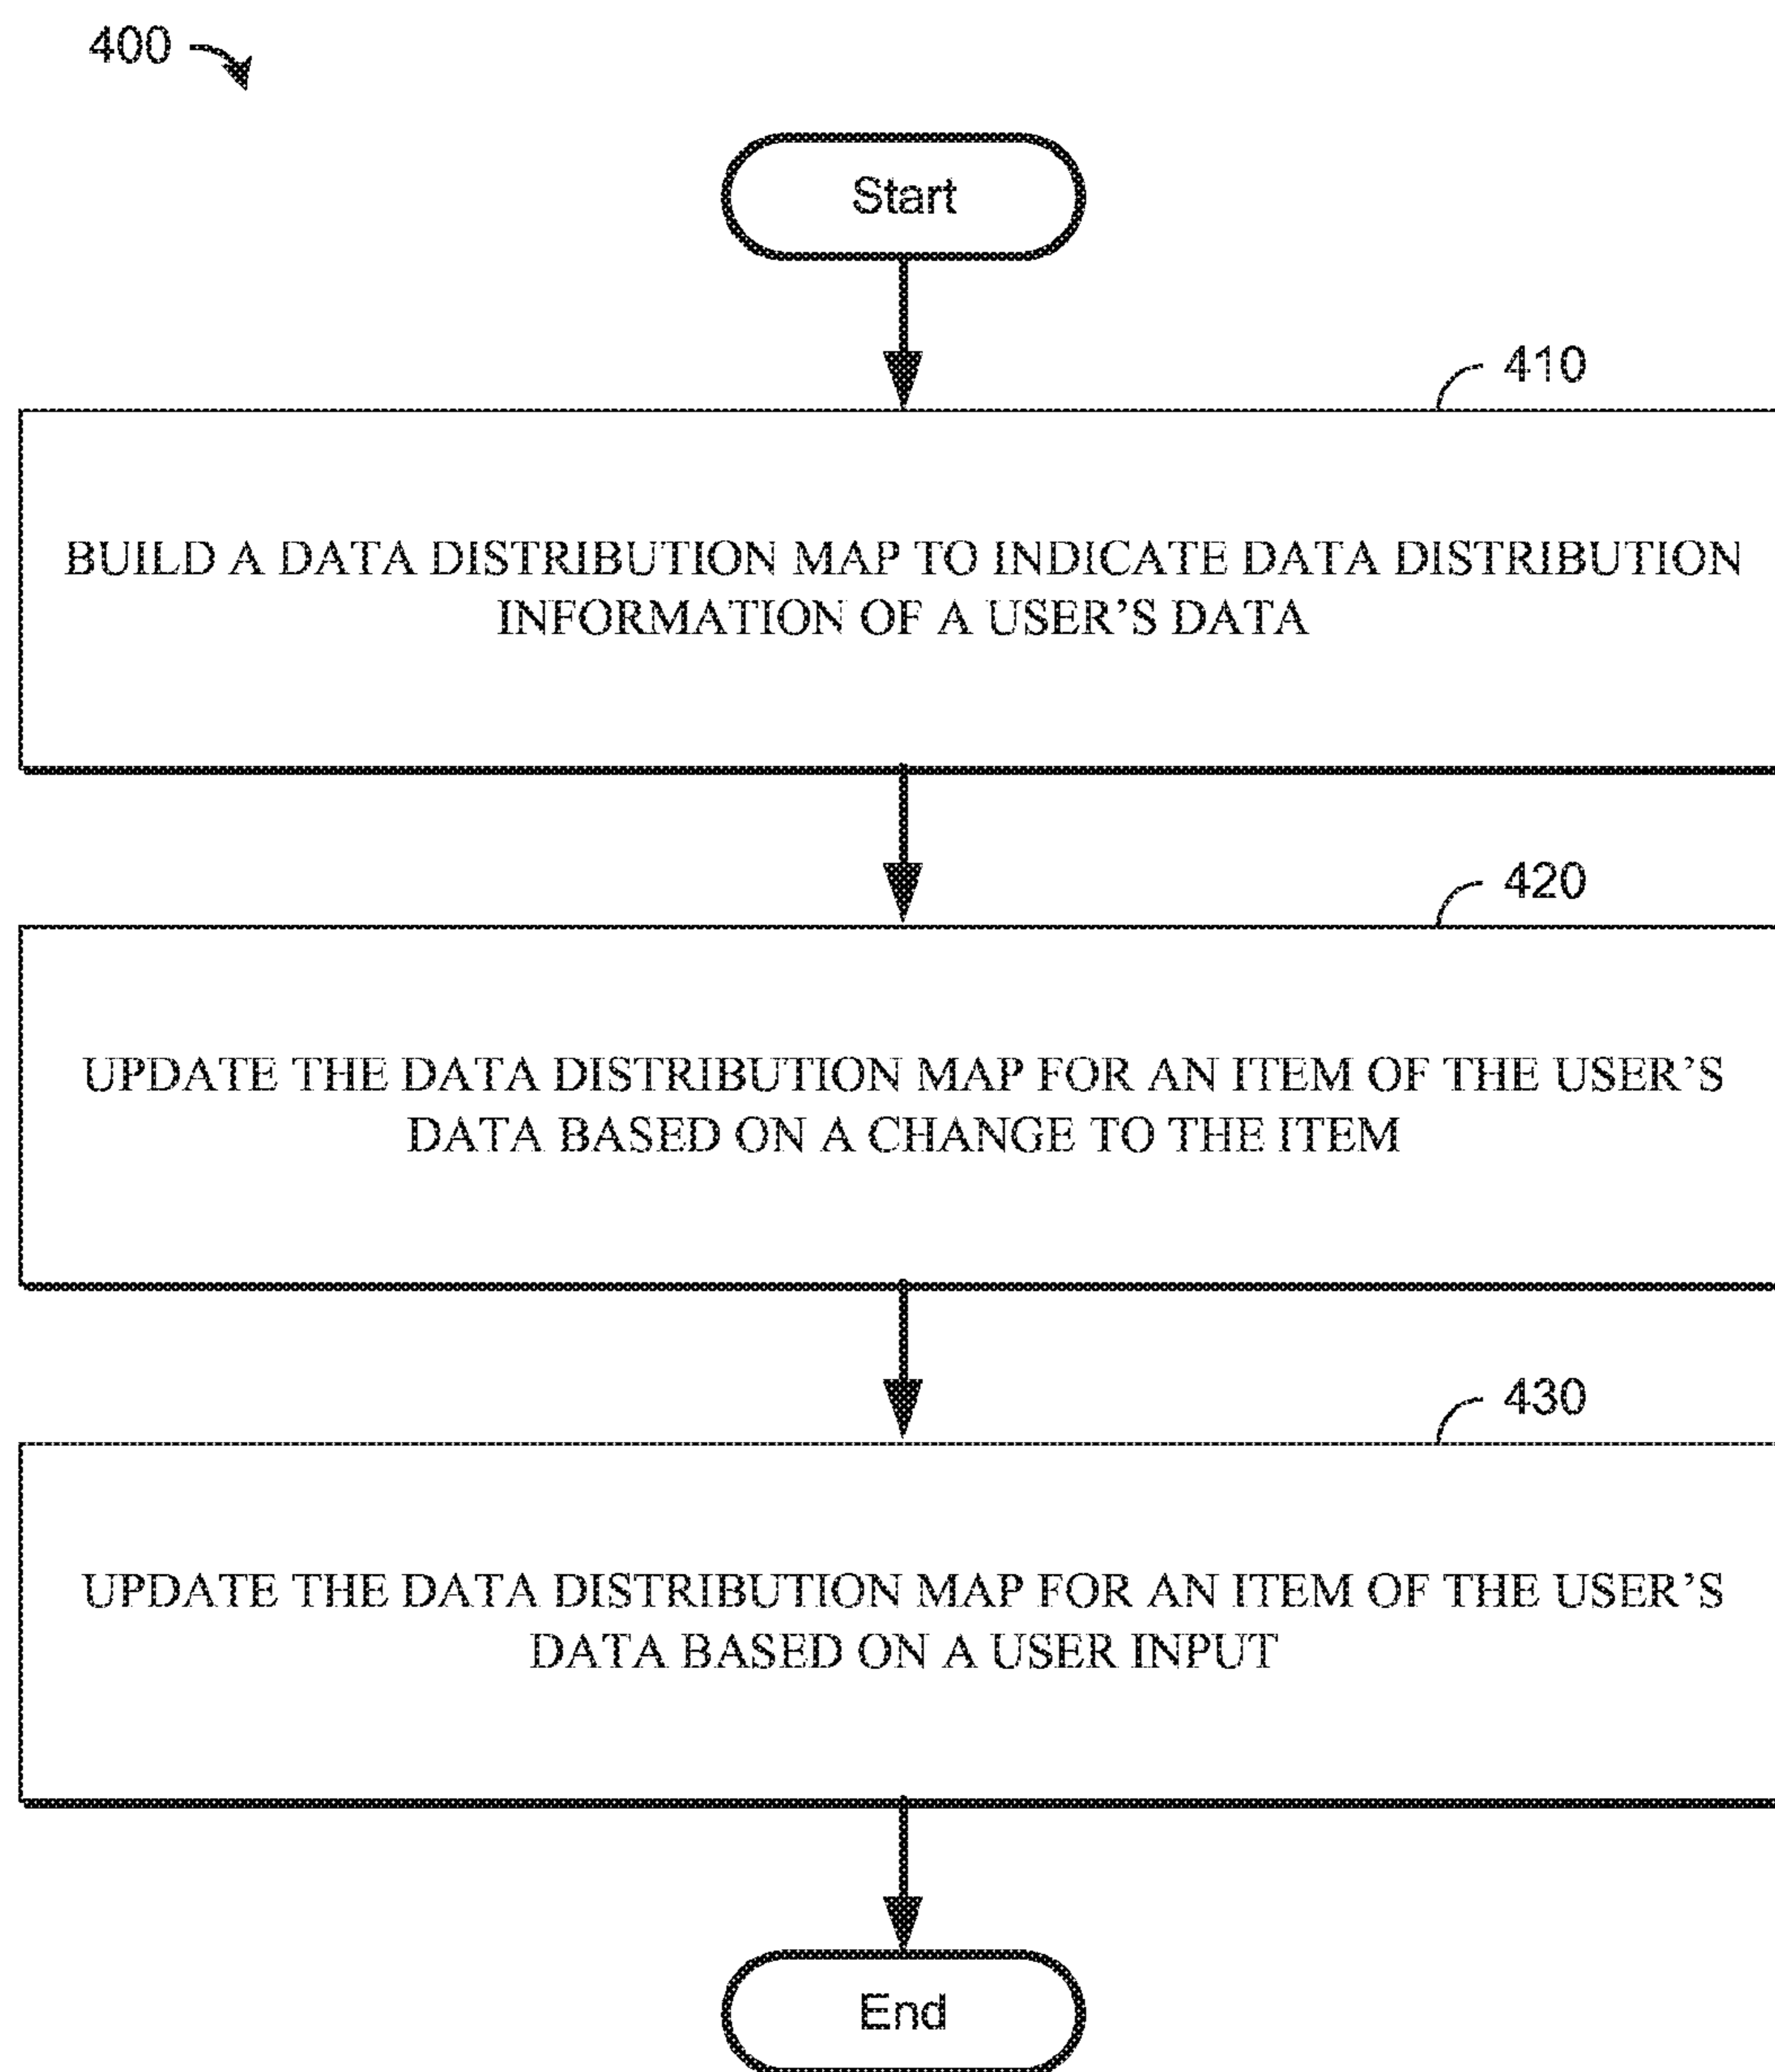 400
Start
410
BUILD A DATA DISTRIBUTION MAP TO INDICATE DATA DISTRIBUTION
INFORMATION OF A USER'S DATA
420
UPDATE THE DATA DISTRIBUTION MAP FOR AN ITEM OF THE USER'S
DATA BASED ON A CHANGE TO THE ITEM
430
UPDATE THE DATA DISTRIBUTION MAP FOR AN ITEM OF THE USER'S
DATA BASED ON A USER INPUT
End